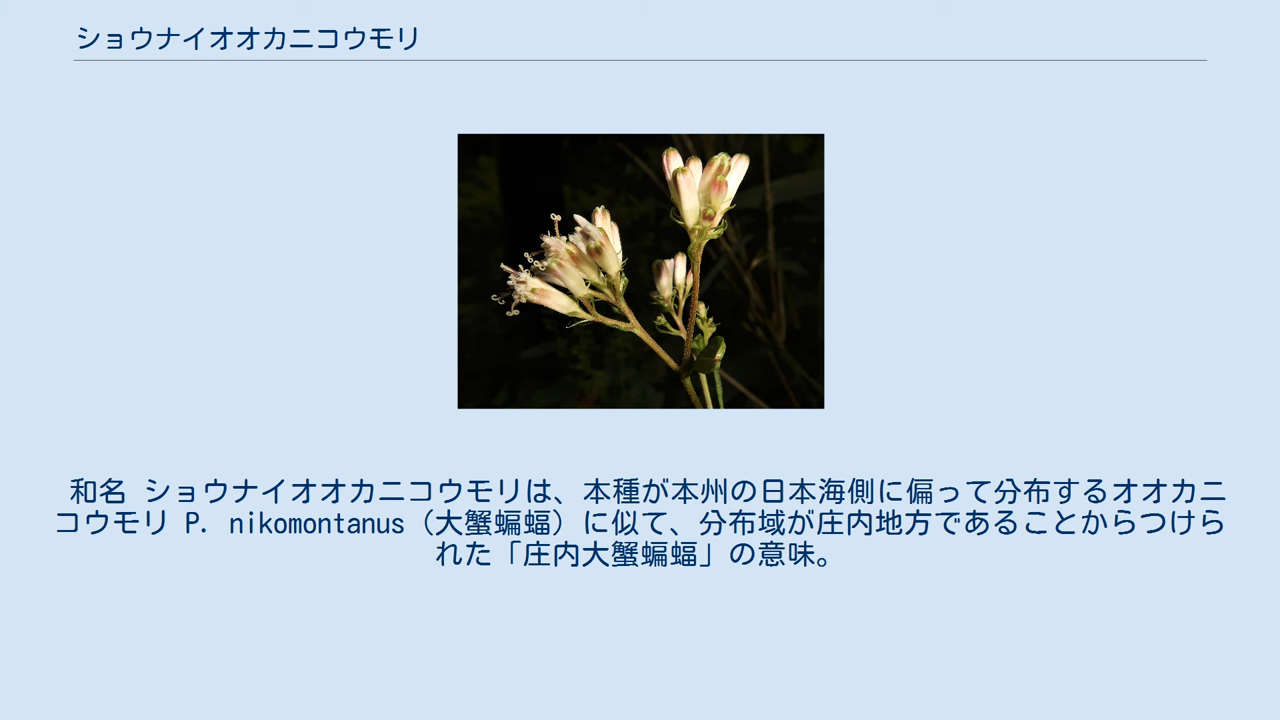 ショウナイオオカニコウモリ
和名 ショウナイオオカニコウモリは、本種が本州の日本海側に偏って分布するオオカニ
コウモリ P. nikomontanus（大蟹蝙蝠）に似て、分布域が庄内地方であることからつけら
れた「庄内大蟹蝙蝠」の意味。